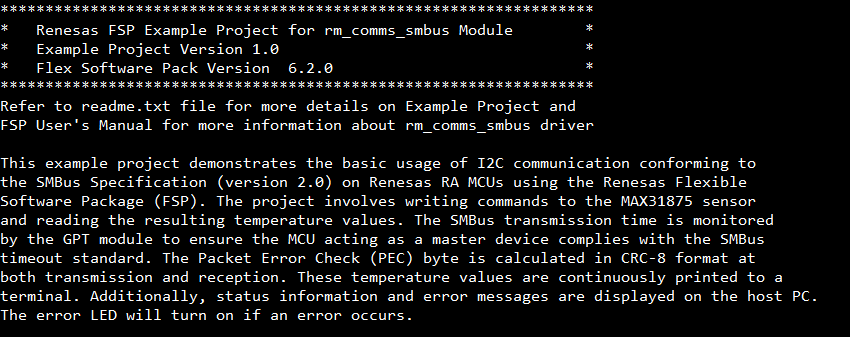 ******************************************************************
*   Renesas FSP Example Project for rm_comms_smbus Module        *
*   Example Project Version 1.0                                  *
*   Flex Software Pack Version  6.2.0                            *
******************************************************************
Refer to readme.txt file for more details on Example Project and
FSP User's Manual for more information about rm_comms_smbus driver

This example project demonstrates the basic usage of I2C communication conforming to
the SMBus Specification (version 2.0) on Renesas RA MCUs using the Renesas Flexible
Software Package (FSP). The project involves writing commands to the MAX31875 sensor
and reading the resulting temperature values. The SMBus transmission time is monitored
by the GPT module to ensure the MCU acting as a master device complies with the SMBus
timeout standard. The Packet Error Check (PEC) byte is calculated in CRC-8 format at
both transmission and reception. These temperature values are continuously printed to a
terminal. Additionally, status information and error messages are displayed on the host PC.
The error LED will turn on if an error occurs.